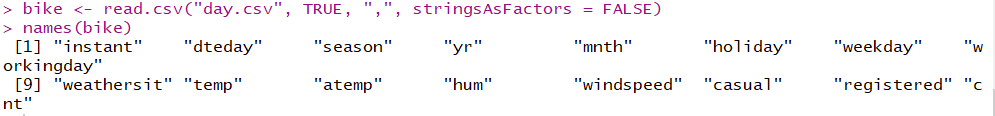 > bike <- read.csv("day.csv", TRUE, ",", stringsAsFactors = FALSE)
> names(bike)
 [1] "instant"    "dteday"     "season"     "yr"         "mnth"       "holiday"    "weekday"    "w
orkingday"
 [9] "weathersit" "temp"       "atemp"      "hum"        "windspeed"  "casual"     "registered" "c
nt"